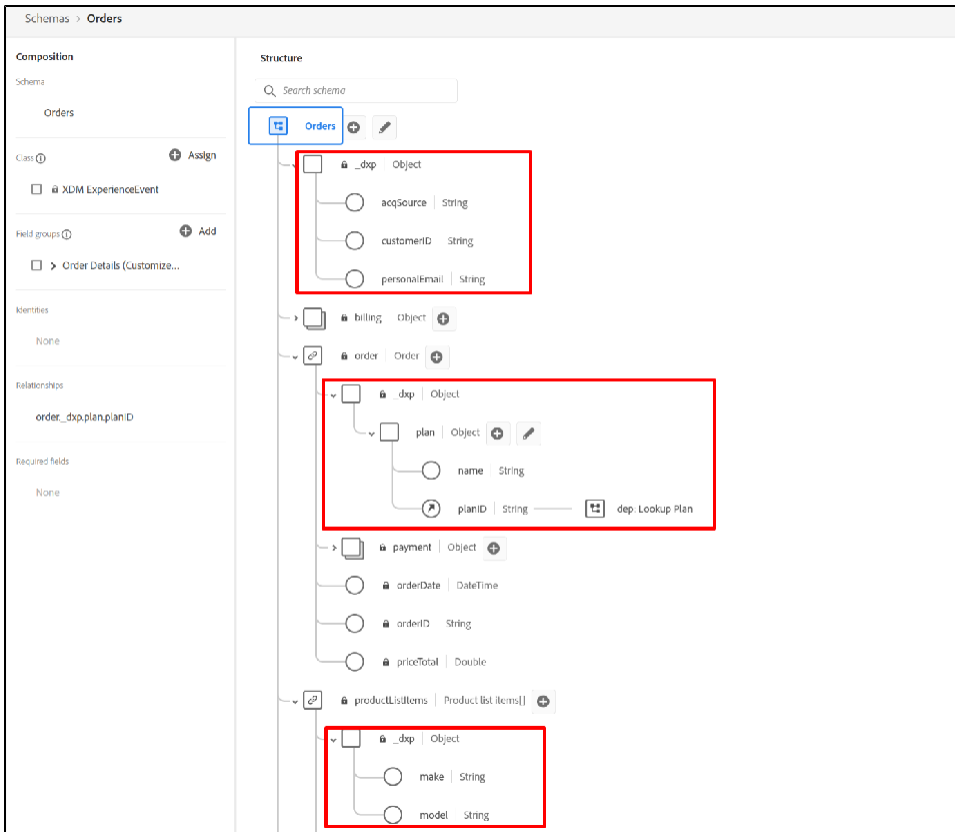 Schemas > Orders
Composition
Schema
Orders
Class
Assign
XDM ExperienceEvent
Field groups
Add
Order Details (Customize...
Identities
None
Relationships
order._dxp.plan.planID
Required fields
None
Structure
Search schema
Orders
_dxp Object
acqSource String
customerID String
personalEmail String
billing Object
order Order
_dxp Object
plan Object
name String
planID String dep: Lookup Plan
payment Object
orderDate DateTime
orderID String
priceTotal Double
productListItems Product list items[]
_dxp Object
make String
model String